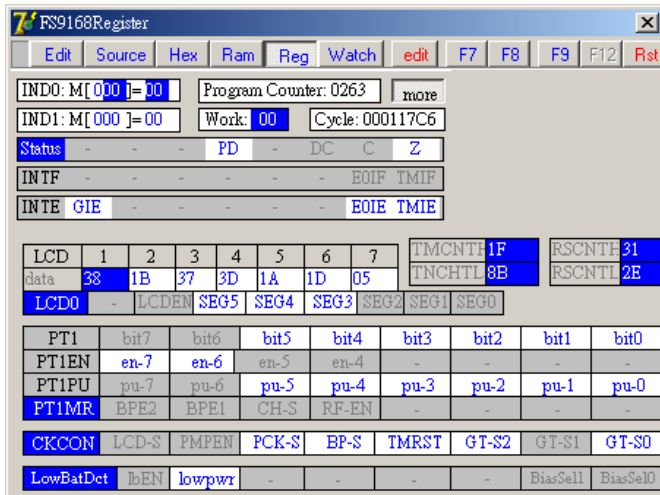 FS9168Register
Edit Source Hex Ram Reg Watch edit F7 F8 F9 F12 Rst
IND0: M[000 ]= 00 Program Counter: 0263 more
IND1: M[ 000 ]= 00 Work: 00 Cycle: 000117C6
Status - - - PD - DC C Z
INTF - - - - - E0IF TMIF
INTE GIE - - - - E0IE TMIE
LCD 1 2 3 4 5 6 7 TMCNTH 1F RSCNTH 31
data 38 1B 37 3D 1A 1D 05 TNCHTL 8B RSCNTL 2E
LCD0 - LCDEN SEG5 SEG4 SEG3 SEG2 SEG1 SEG0
PT1 bit7 bit6 bit5 bit4 bit3 bit2 bit1 bit0
PT1EN en-7 en-6 en-5 en-4 - - - -
PT1PU pu-7 pu-6 pu-5 pu-4 pu-3 pu-2 pu-1 pu-0
PT1MR BPE2 BPE1 CH-S RF-EN - - - -
CKCON LCD-S PMPEN PCK-S BP-S TMRST GT-S2 GT-S1 GT-S0
LowBatDct lbEN lowpwr - - - - BiasSel1 BiasSel0